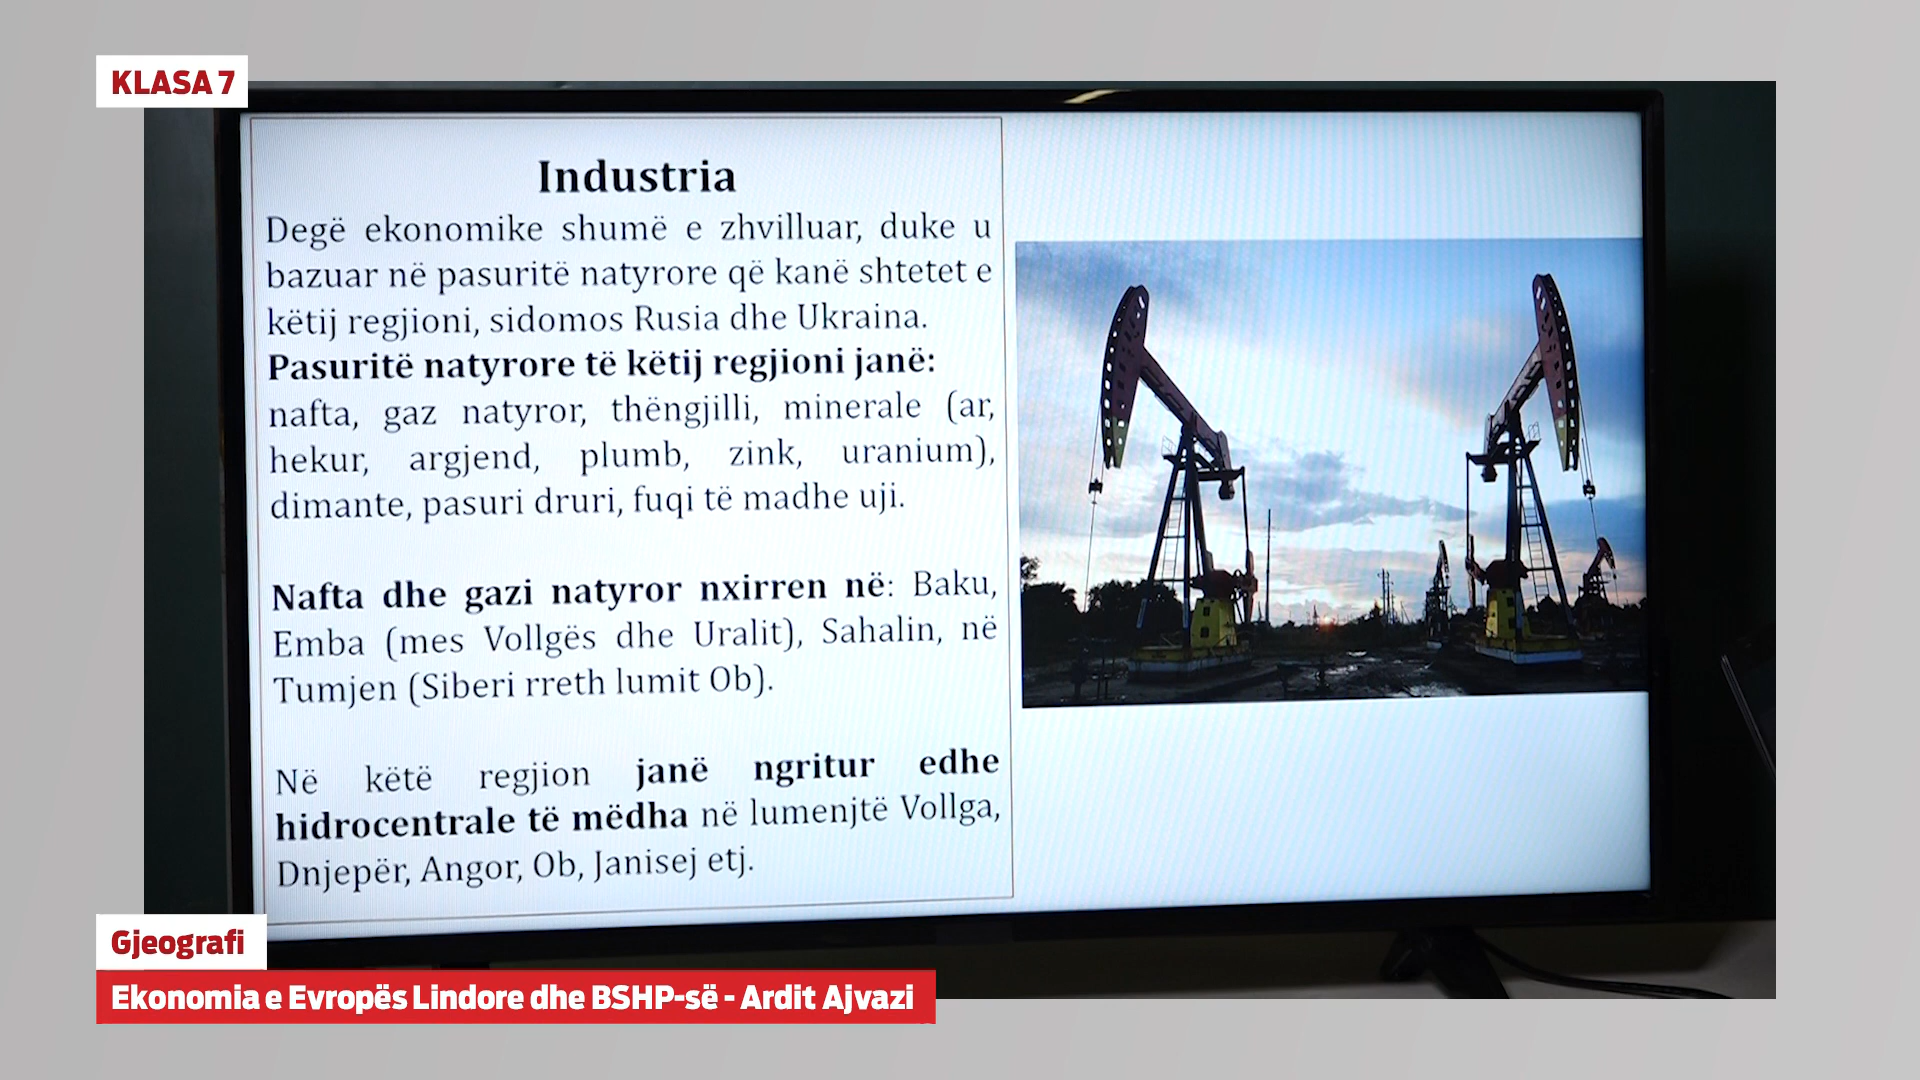 KLASA 7
Industria
Degë ekonomike shumë e zhvilluar, duke u
bazuar në pasuritë natyrore që kanë shtetet e
këtij regjioni, sidomos Rusia dhe Ukraina.
Pasuritë natyrore të këtij regjioni janë:
nafta, gaz natyror, thëngjilli, minerale (ar,
hekur, argjend, plumb, zink, uranium),
dimante, pasuri druri, fuqi të madhe uji.
Nafta dhe gazi natyror nxirren në: Baku,
Emba (mes Vollgës dhe Uralit), Sahalin, në
Tumjen (Siberi rreth lumit Ob).
Në këtë regjion janë ngritur edhe
hidrocentrale të mëdha në lumenjtë Vollga,
Dnjepër, Angor, Ob, Janisej etj.
Gjeografi
Ekonomia e Evropës Lindore dhe BSHP-së - Ardit Ajvazi